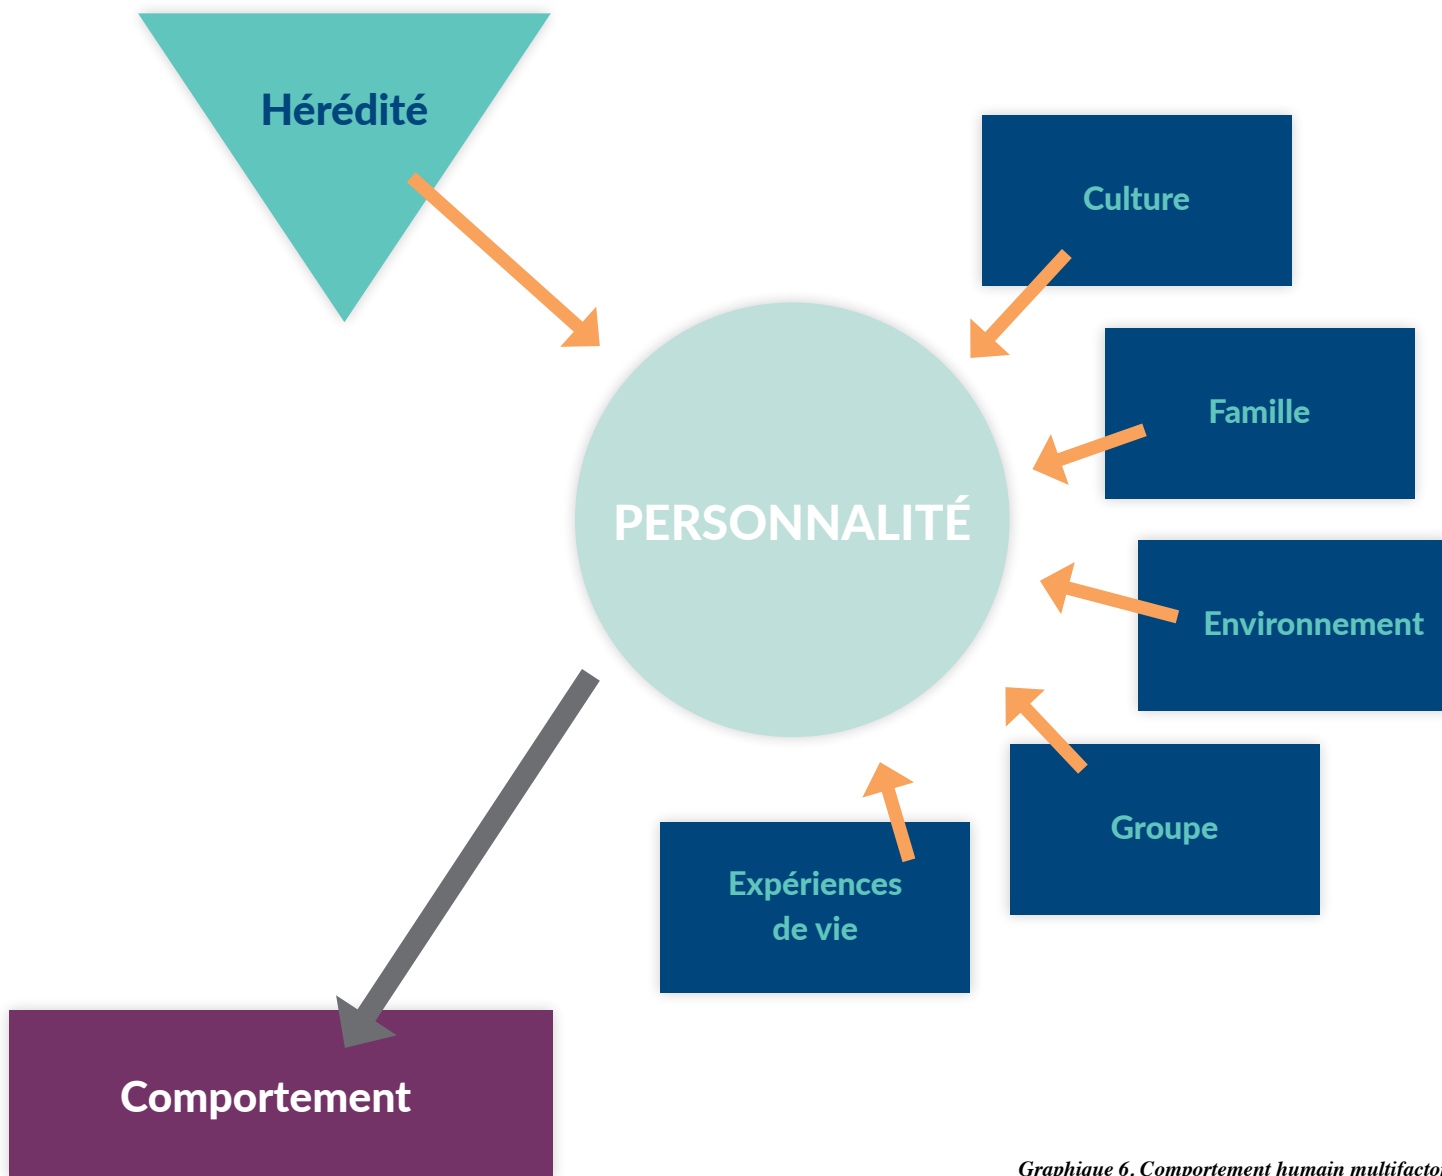 Hérédité
Culture
Famille
PERSONNALITÉ
Environnement
Groupe
Expériences
de vie
Comportement
Graphique 6. Comportement humain